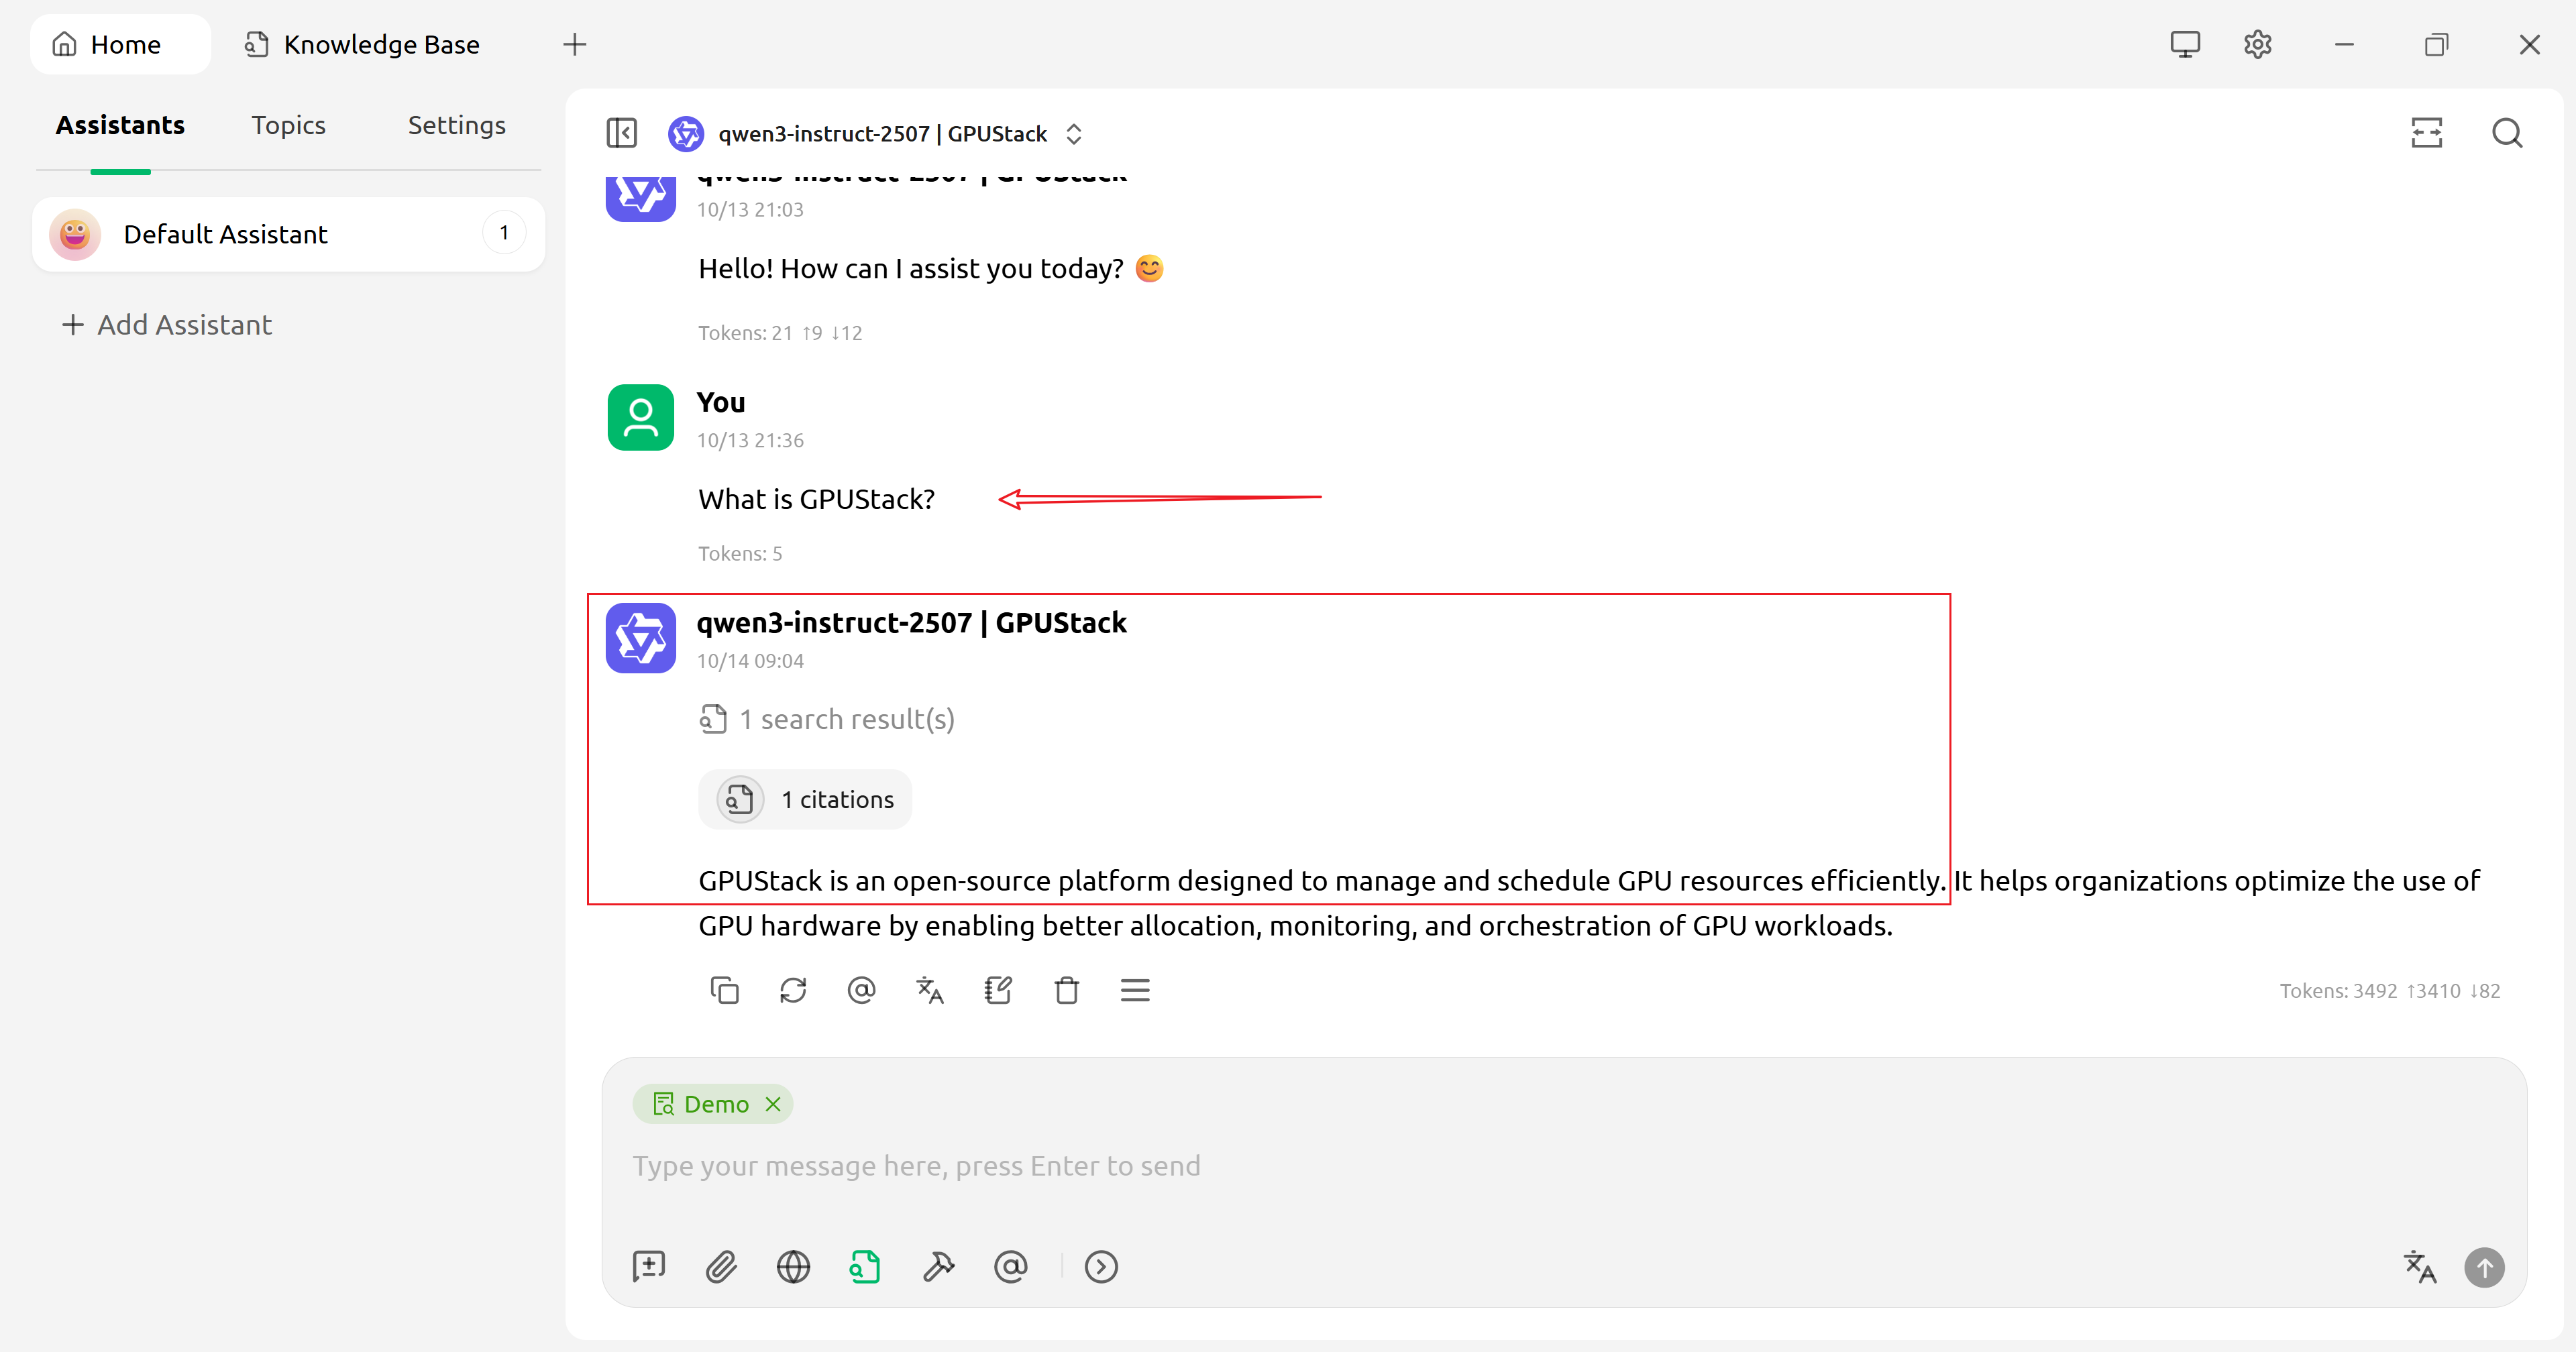 Home
Knowledge Base
Assistants
Topics
Settings
Default Assistant
1
Add Assistant
qwen3-instruct-2507 | GPUStack
qwen3-instruct-2507 | GPUStack
10/13 21:03
Hello! How can I assist you today? 😊
Tokens: 21 ↑9 ↓12
You
10/13 21:36
What is GPUStack?
Tokens: 5
qwen3-instruct-2507 | GPUStack
10/14 09:04
1 search result(s)
1 citations
GPUStack is an open-source platform designed to manage and schedule GPU resources efficiently. It helps organizations optimize the use of
GPU hardware by enabling better allocation, monitoring, and orchestration of GPU workloads.
Tokens: 3492 ↑3410 ↓82
Demo
Type your message here, press Enter to send